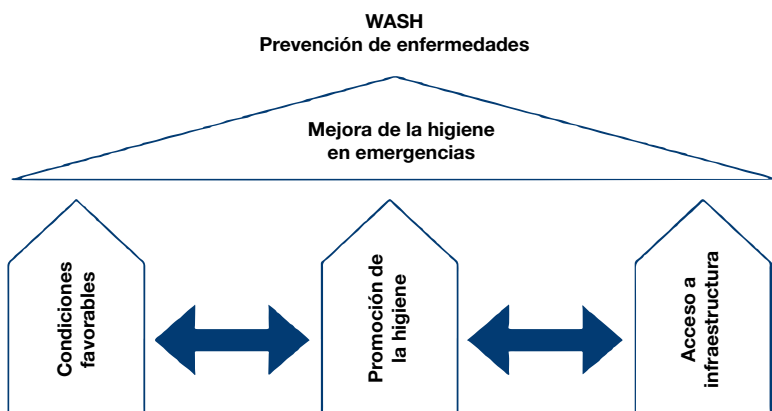 WASH
Prevención de enfermedades
Mejora de la higiene
en emergencias
Condiciones
favorables
Promoción de
la higiene
Acceso a
infraestructura